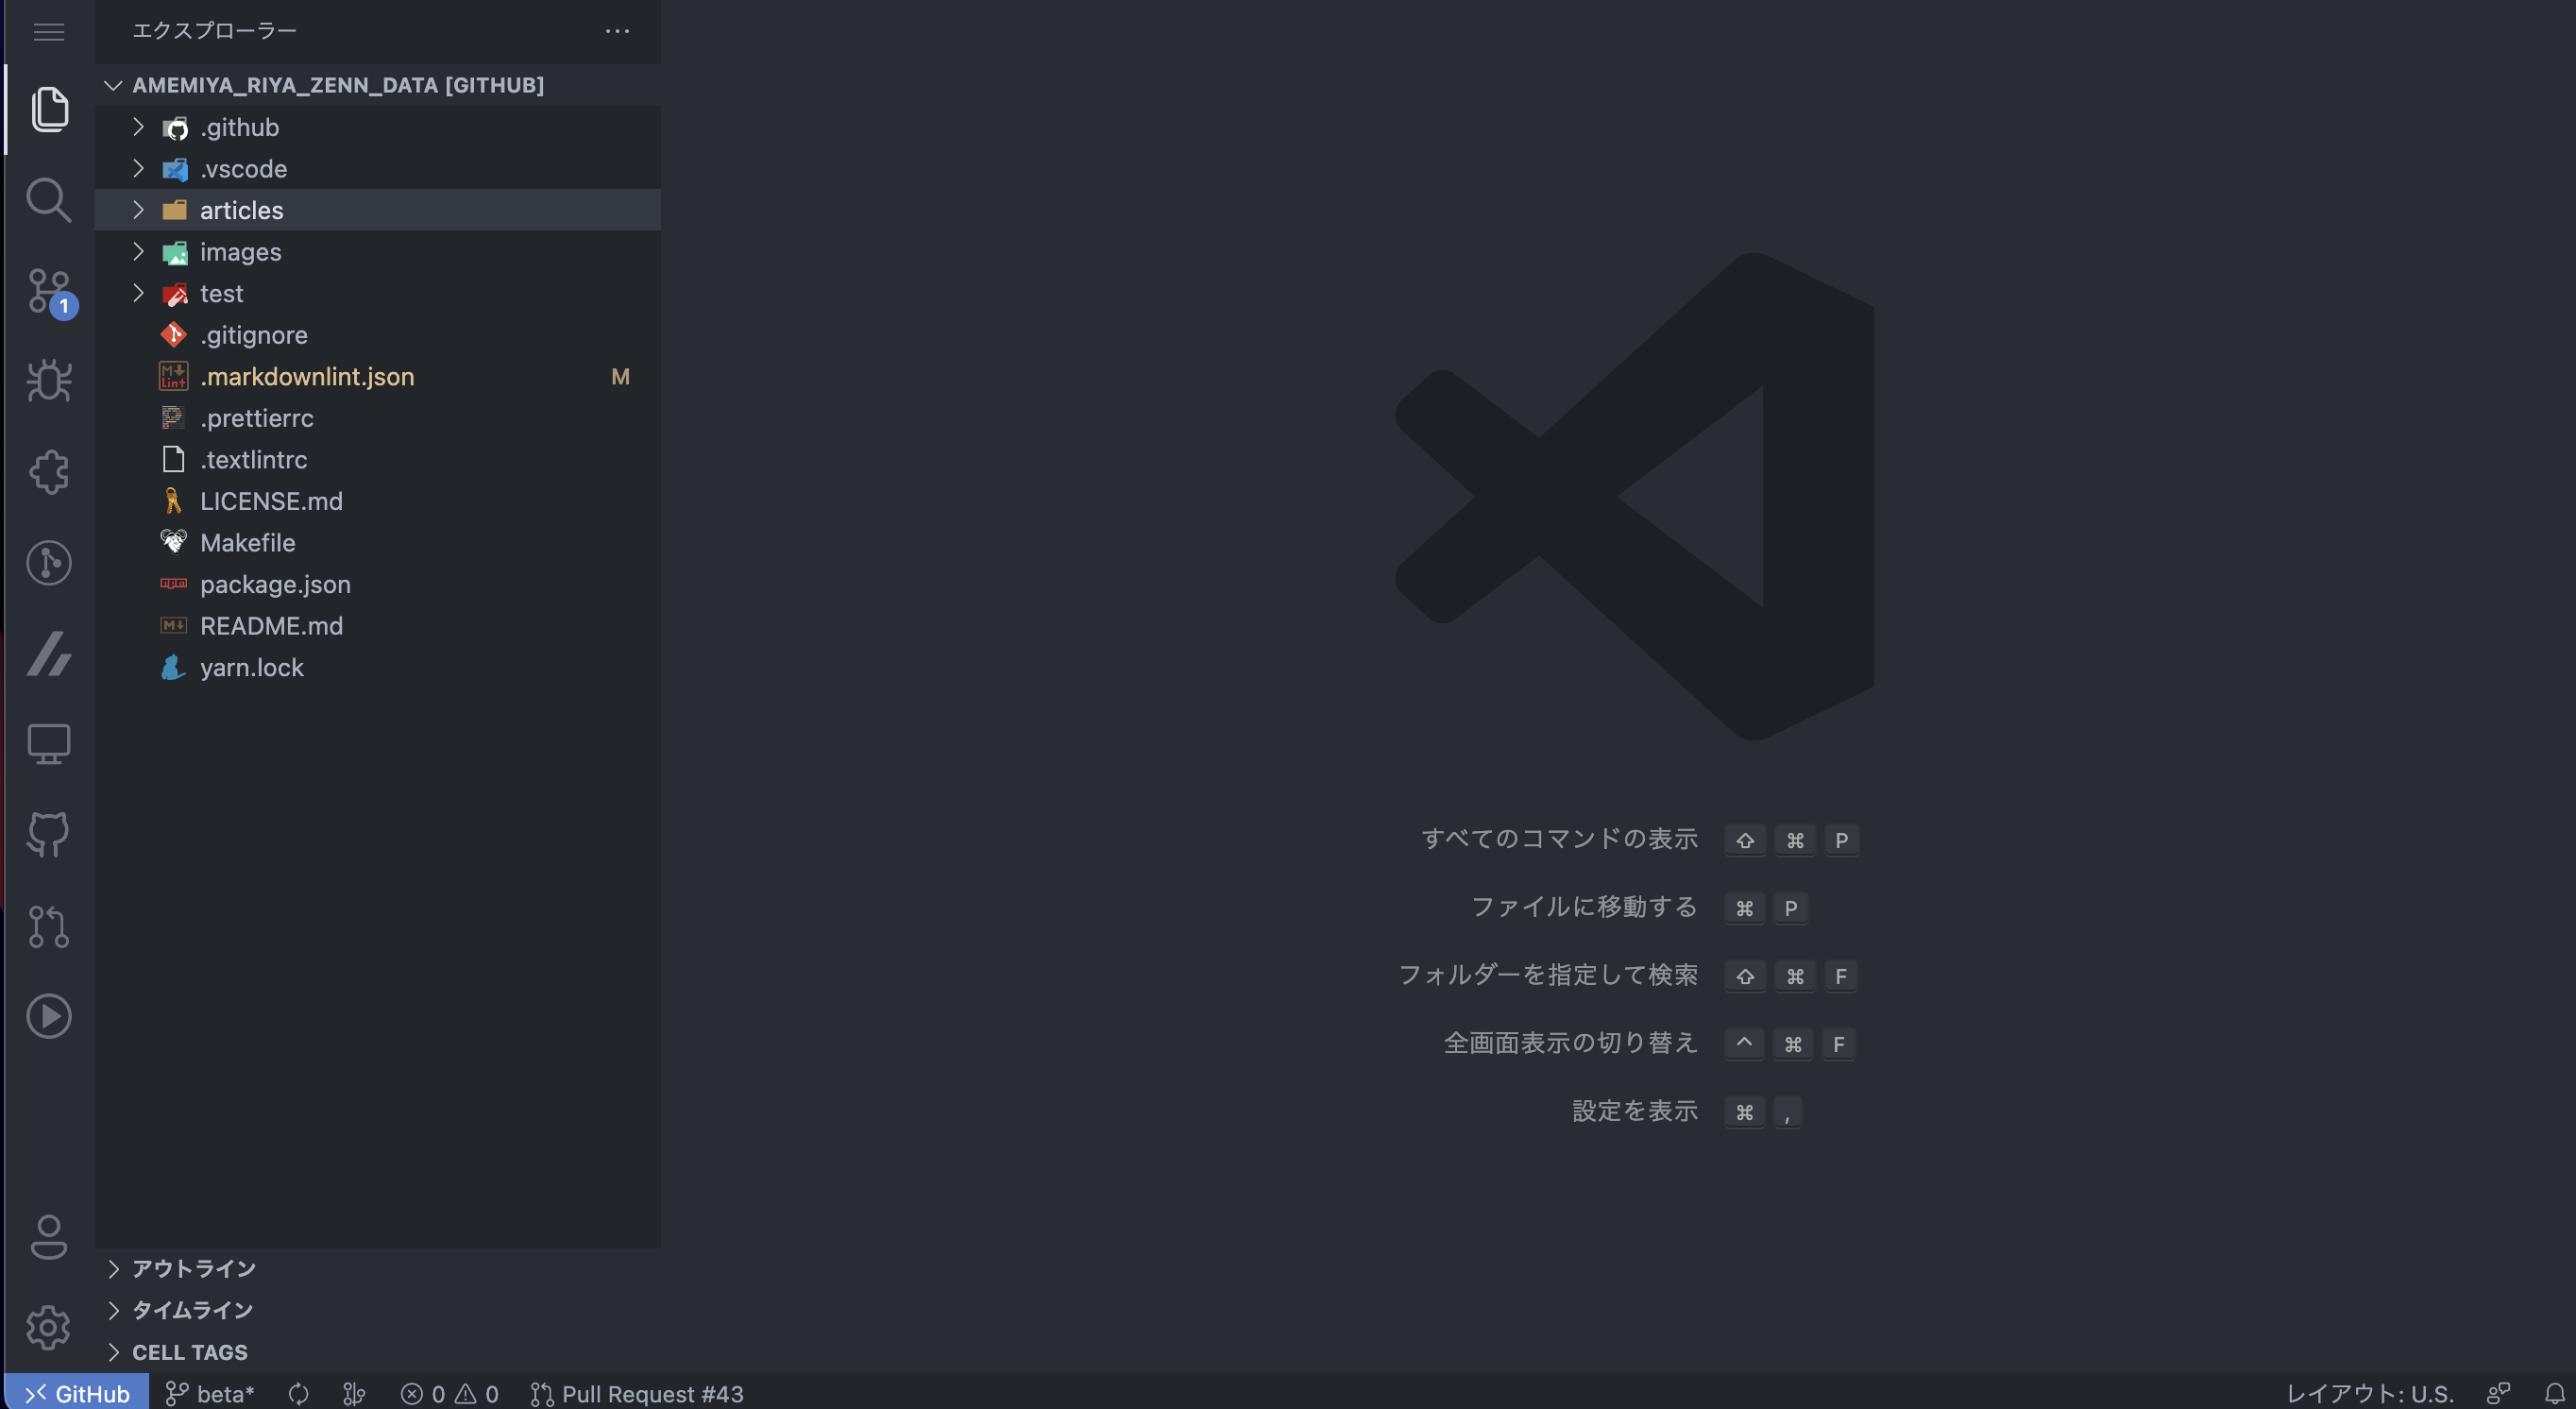 エクスプローラー
AMEMIYA_RIYA_ZENN_DATA [GITHUB]
.github
.vscode
articles
images
test
.gitignore
.markdownlint.json M
.prettierrc
.textlintrc
LICENSE.md
Makefile
package.json
README.md
yarn.lock
1
すべてのコマンドの表示 ⇧ ⌘ P
ファイルに移動する ⌘ P
フォルダーを指定して検索 ⇧ ⌘ F
全画面表示の切り替え ^ ⌘ F
設定を表示 ⌘ ,
アウトライン
タイムライン
CELL TAGS
GitHub beta* 0 0 Pull Request #43 レイアウト: U.S.